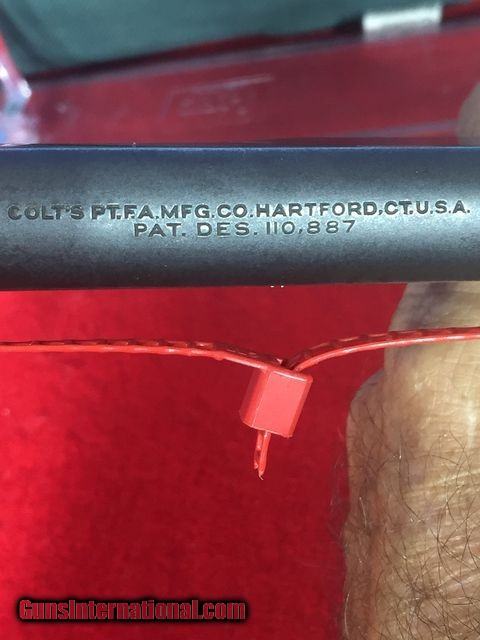 COLT'S PT.F.A.MFG.CO.HARTFORD,CT.U.S.A.
PAT. DES. 110,887
GunsInternational.com